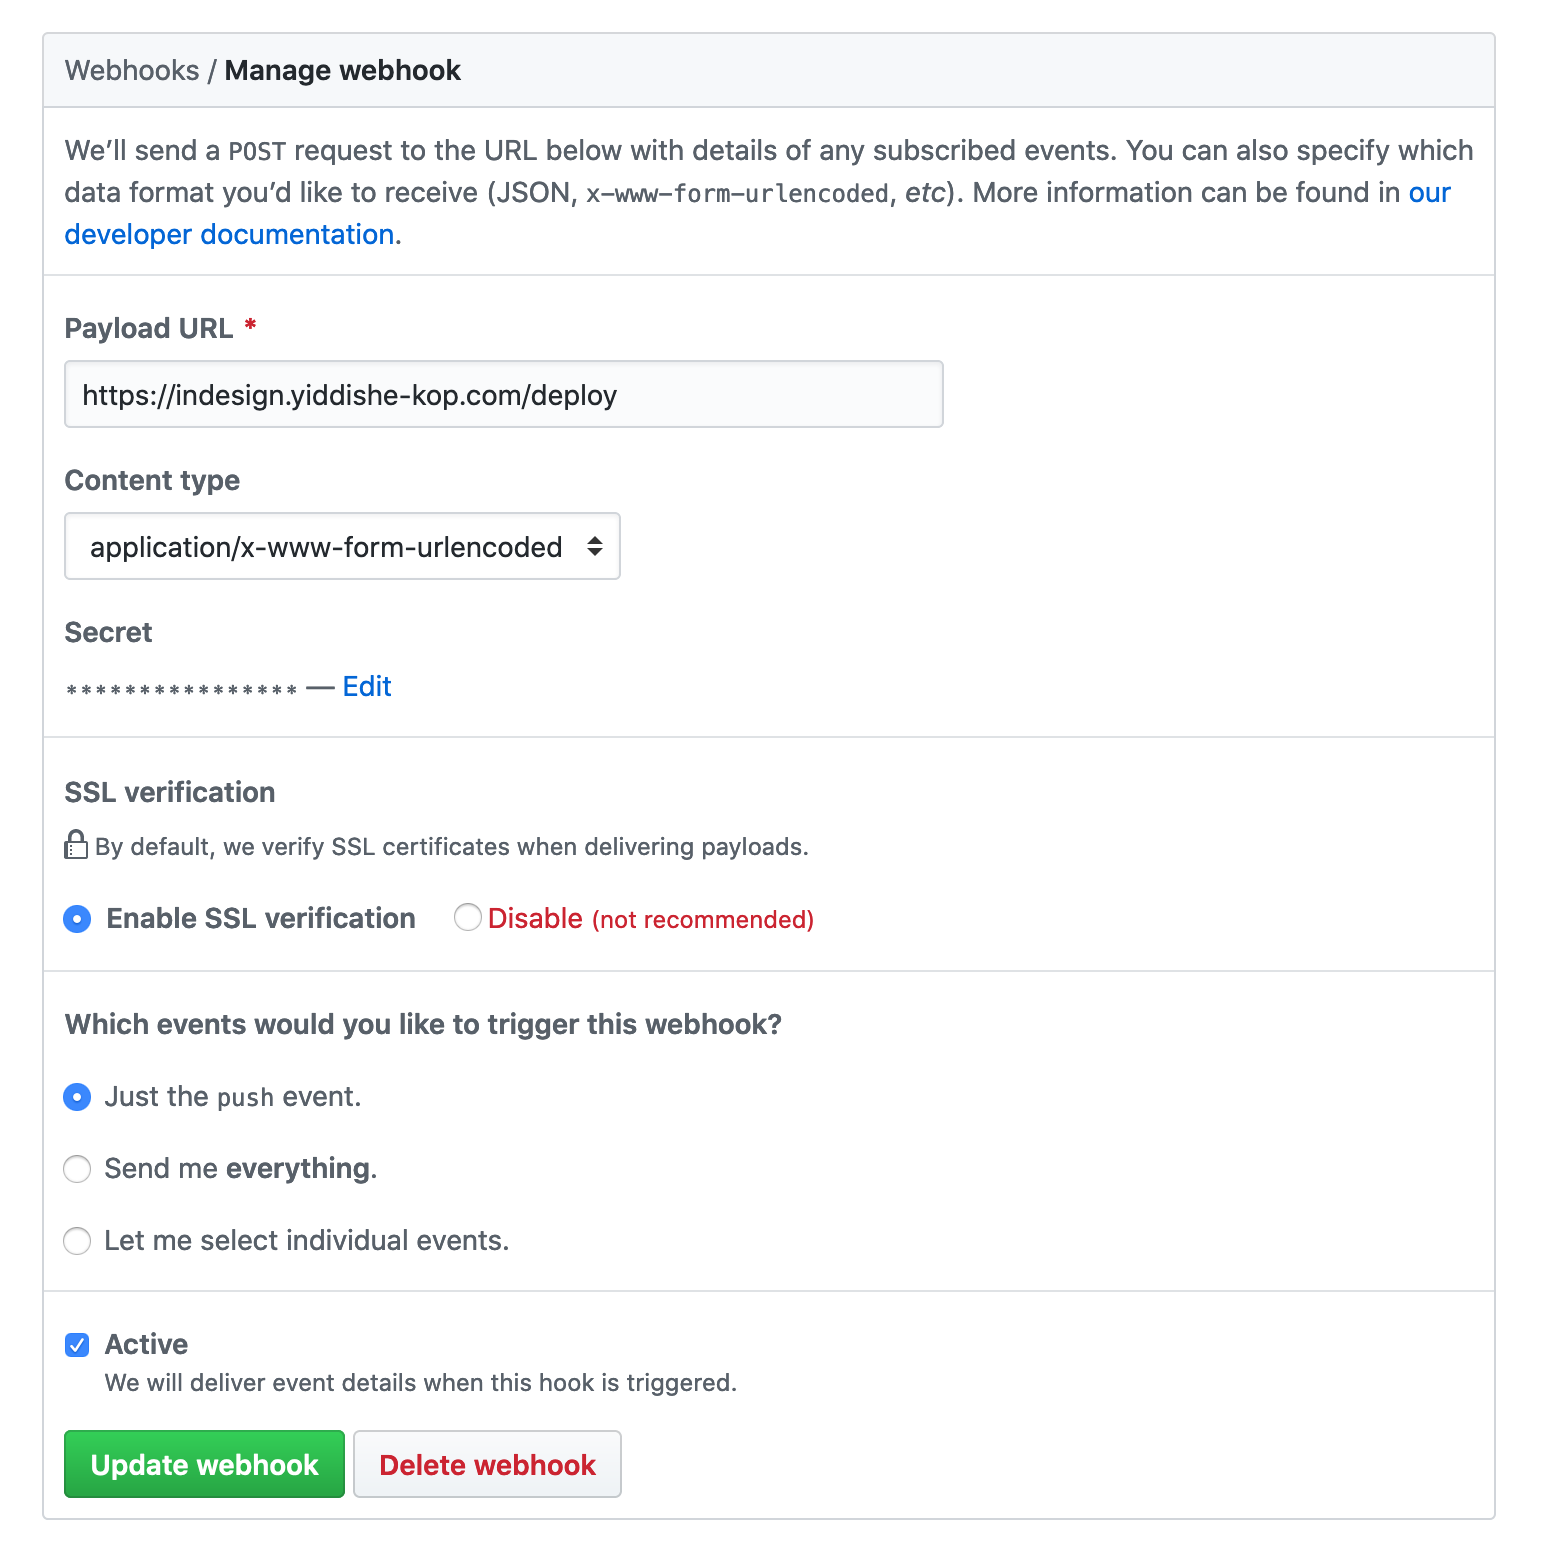 Webhooks / Manage webhook
We’ll send a POST request to the URL below with details of any subscribed events. You can also specify which
data format you’d like to receive (JSON, x-www-form-urlencoded, etc). More information can be found in our
developer documentation.
Payload URL *
https://indesign.yiddishe-kop.com/deploy
Content type
application/x-www-form-urlencoded
Secret
**************** — Edit
SSL verification
By default, we verify SSL certificates when delivering payloads.
Enable SSL verification Disable (not recommended)
Which events would you like to trigger this webhook?
Just the push event.
Send me everything.
Let me select individual events.
Active
We will deliver event details when this hook is triggered.
Update webhook Delete webhook